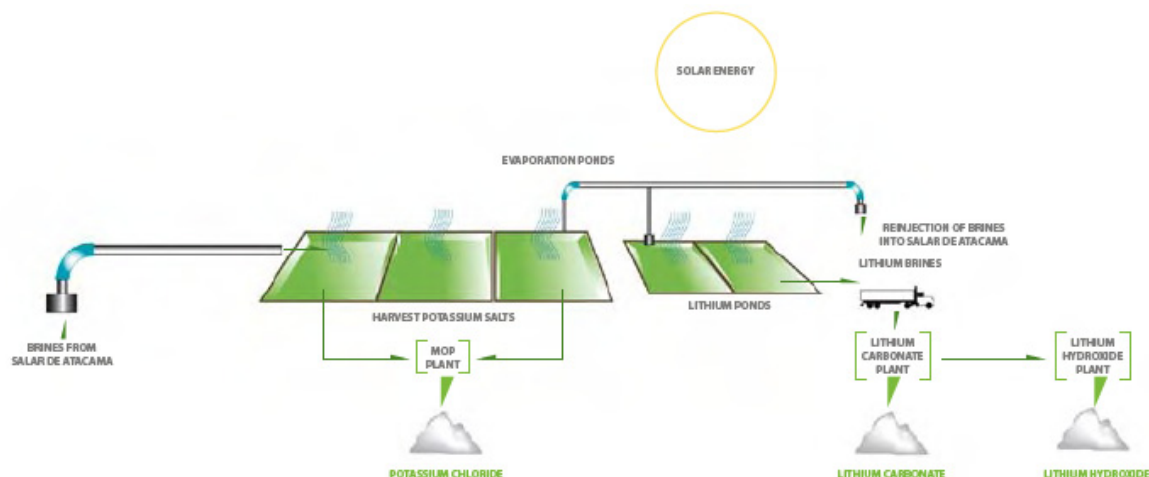 SOLAR ENERGY
EVAPORATION PONDS
REINJECTION OF BRINES
INTO SALAR DE ATACAMA
LITHIUM BRINES
LITHIUM PONDS
HARVEST POTASSIUM SALTS
BRINES FROM
SALAR DE ATACAMA
MOP
PLANT
LITHIUM
CARBONATE
PLANT
LITHIUM
HYDROXIDE
PLANT
POTASSIUM CHLORIDE
LITHIUM CARBONATE
LITHIUM HYDROXIDE